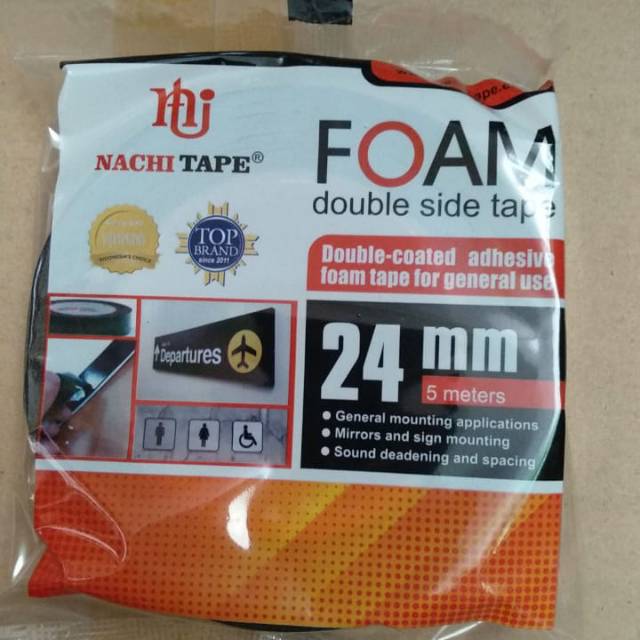 NACHI TAPE®
FOAM
double side tape
TOP
BRAND
since 2011
Double-coated adhesive
foam tape for general use
24 mm
5 meters
Departures
● General mounting applications
● Mirrors and sign mounting
● Sound deadening and spacing